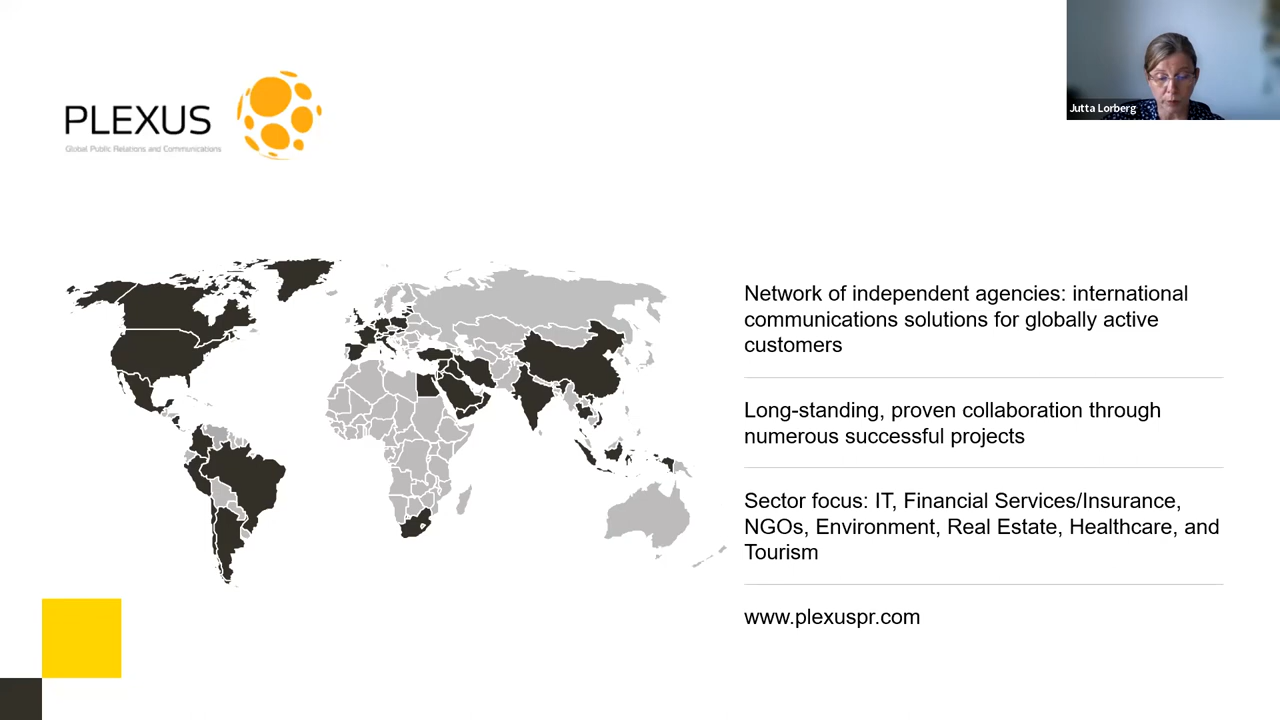 Jutta Lorberg
PLEXUS
Global Public Relations and Communications
Network of independent agencies: international
communications solutions for globally active
customers
Long-standing, proven collaboration through
numerous successful projects
Sector focus: IT, Financial Services/Insurance,
NGOs, Environment, Real Estate, Healthcare, and
Tourism
www.plexuspr.com